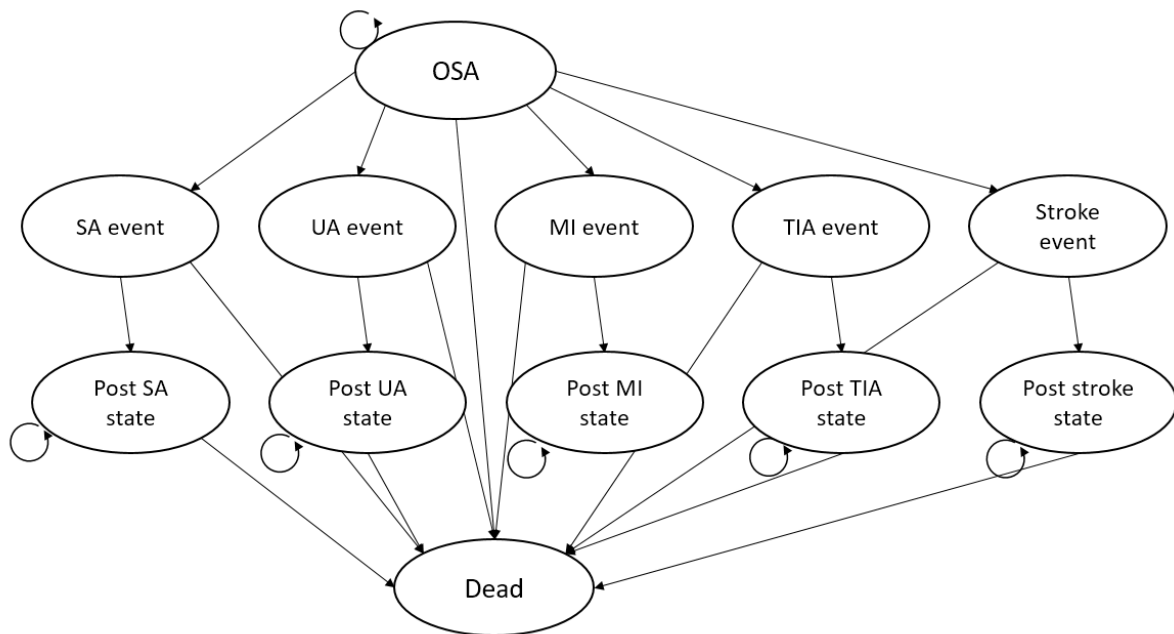 OSA
SA event
UA event
MI event
TIA event
Stroke
event
Post SA
state
Post UA
state
Post MI
state
Post TIA
state
Post stroke
state
Dead